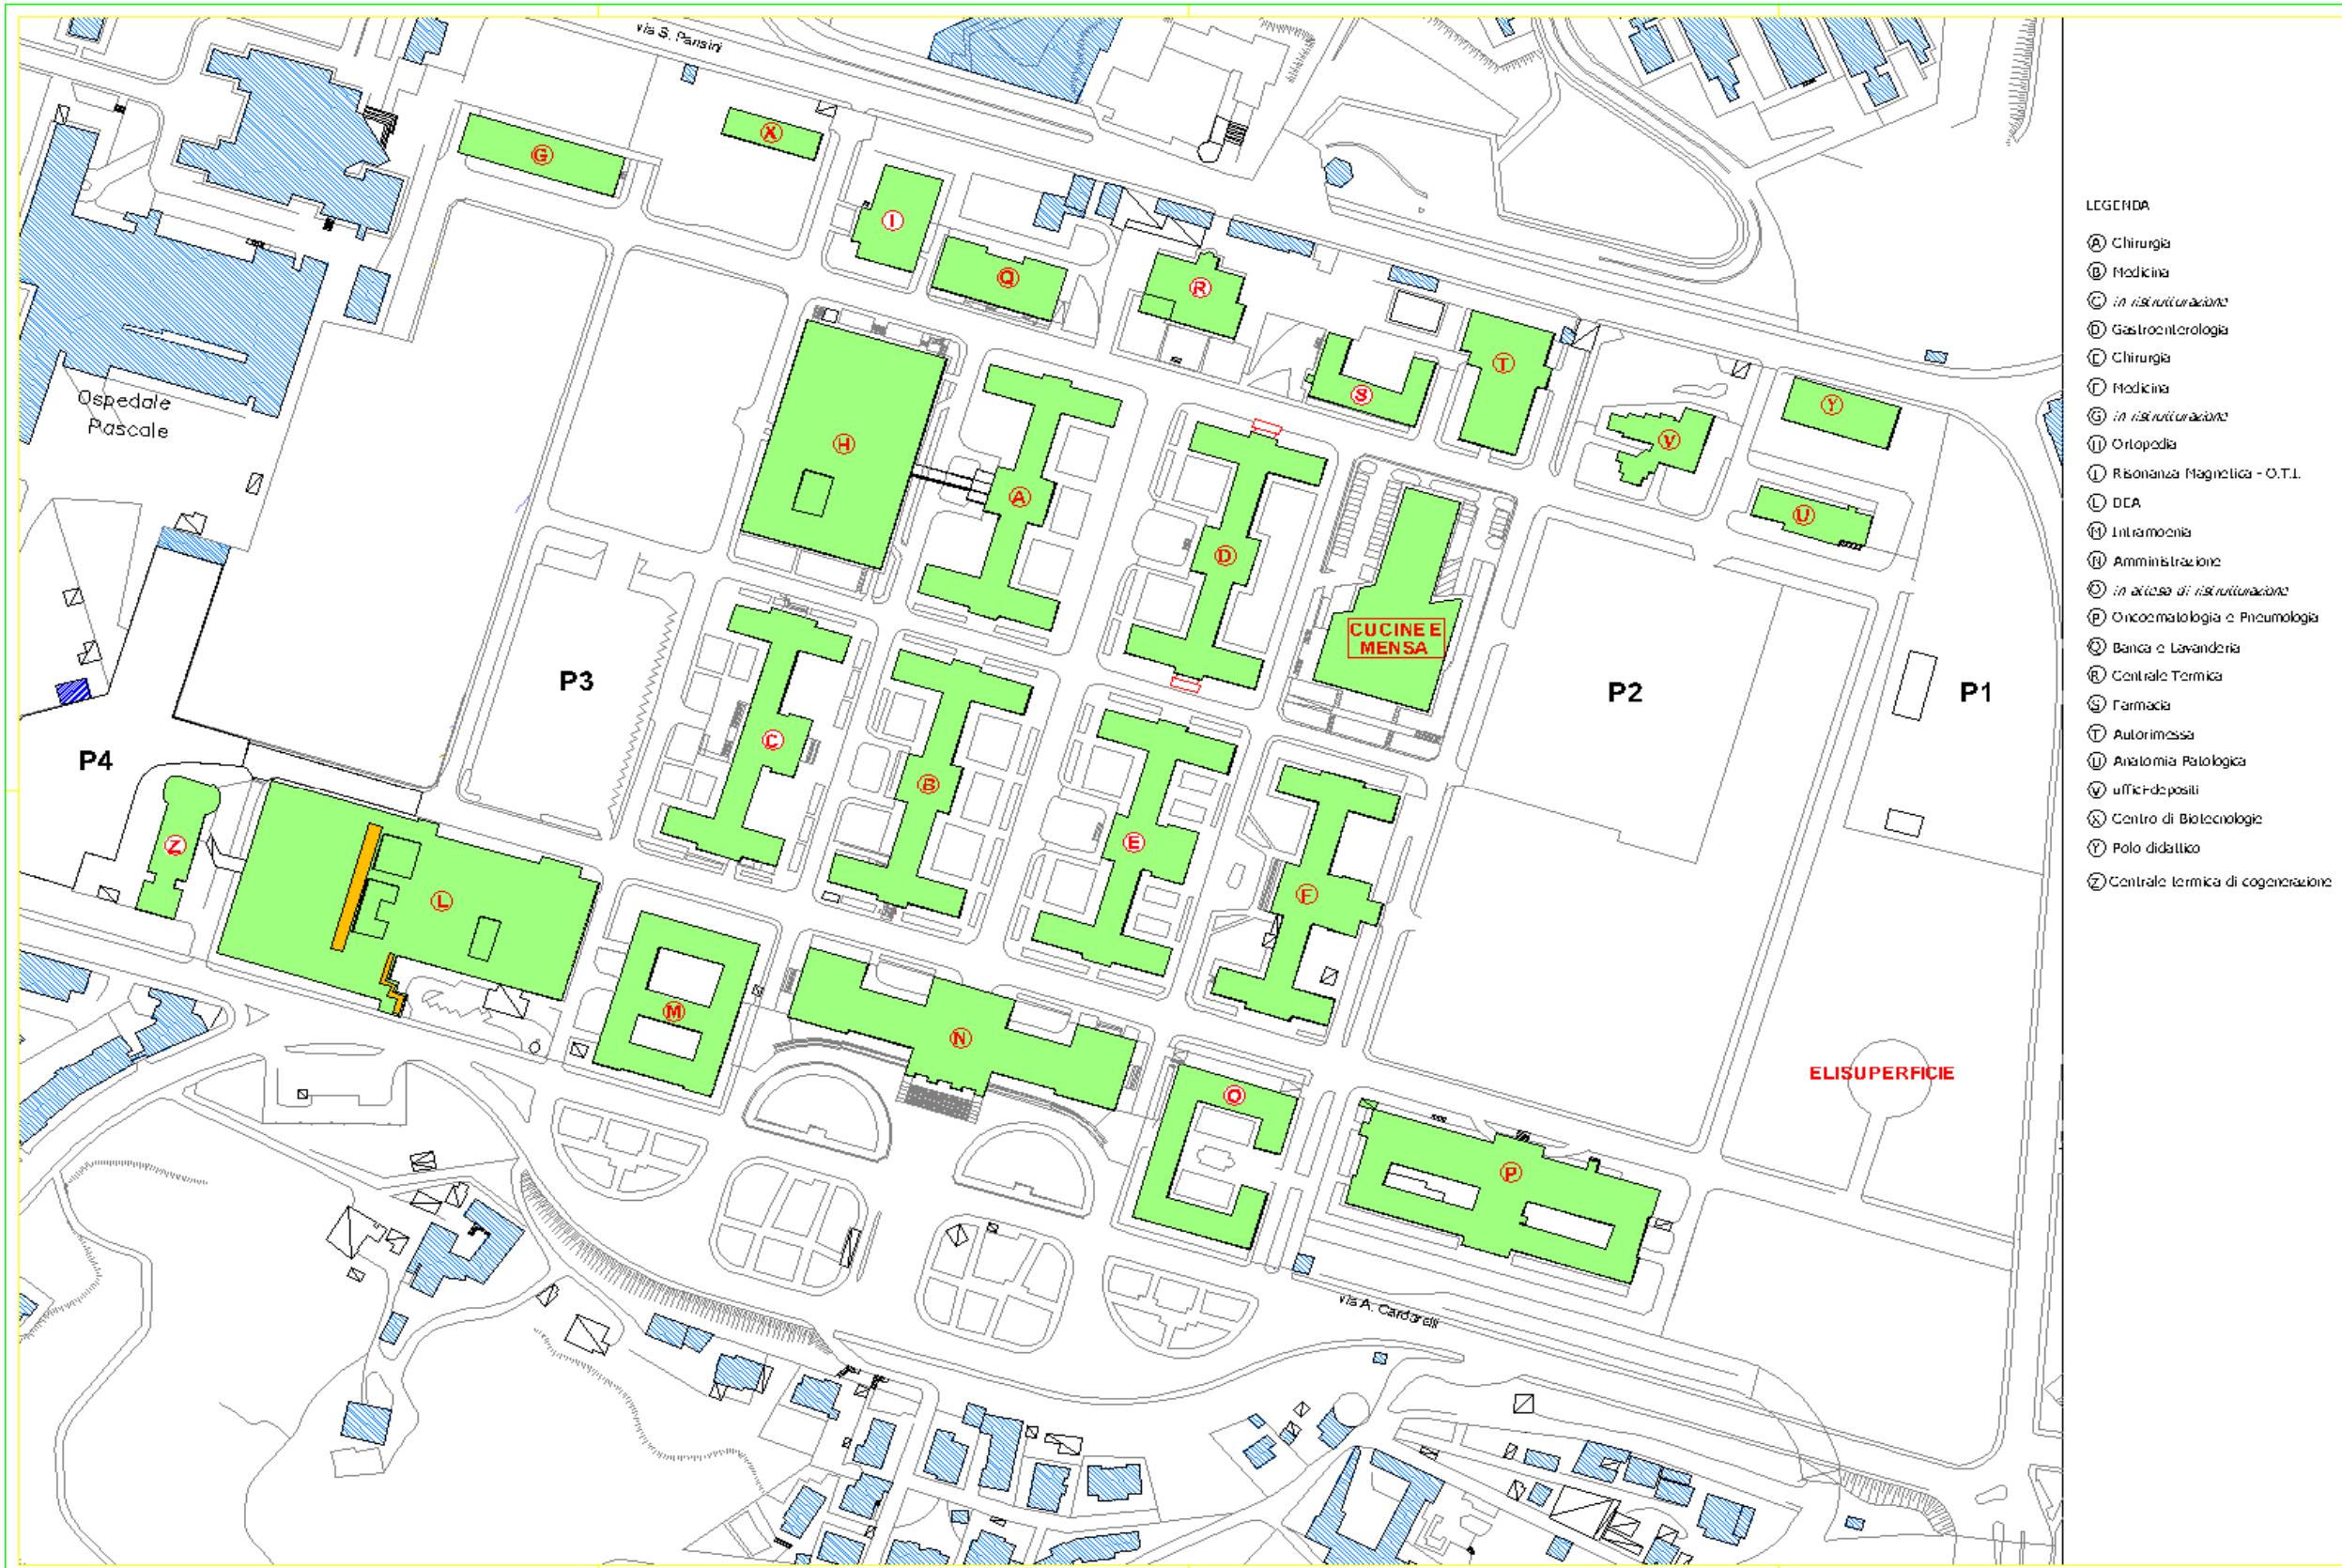 Via S. Pansini
X
G
I
Q
R
T
S
Y
V
U
H
A
D
Ospedale
Pascale
CUCINE E
MENSA
P3
P2
P1
P4
C
B
E
Z
L
F
M
N
O
P
ELISUPERFICIE
Via A. Cardarelli
LEGENDA
A Chirurgia
B Medicina
C in ristrutturazione
D Gastroenterologia
E Chirurgia
F Medicina
G in ristrutturazione
H Ortopedia
I Risonanza Magnetica - O.T.I.
L DEA
M Intramoenia
N Amministrazione
O in attesa di ristrutturazione
P Oncoematologia e Pneumologia
Q Banca e Lavanderia
R Centrale Termica
S Farmacia
T Autorimessa
U Anatomia Patologica
V uffici-depositi
X Centro di Biotecnologie
Y Polo didattico
Z Centrale termica di cogenerazione